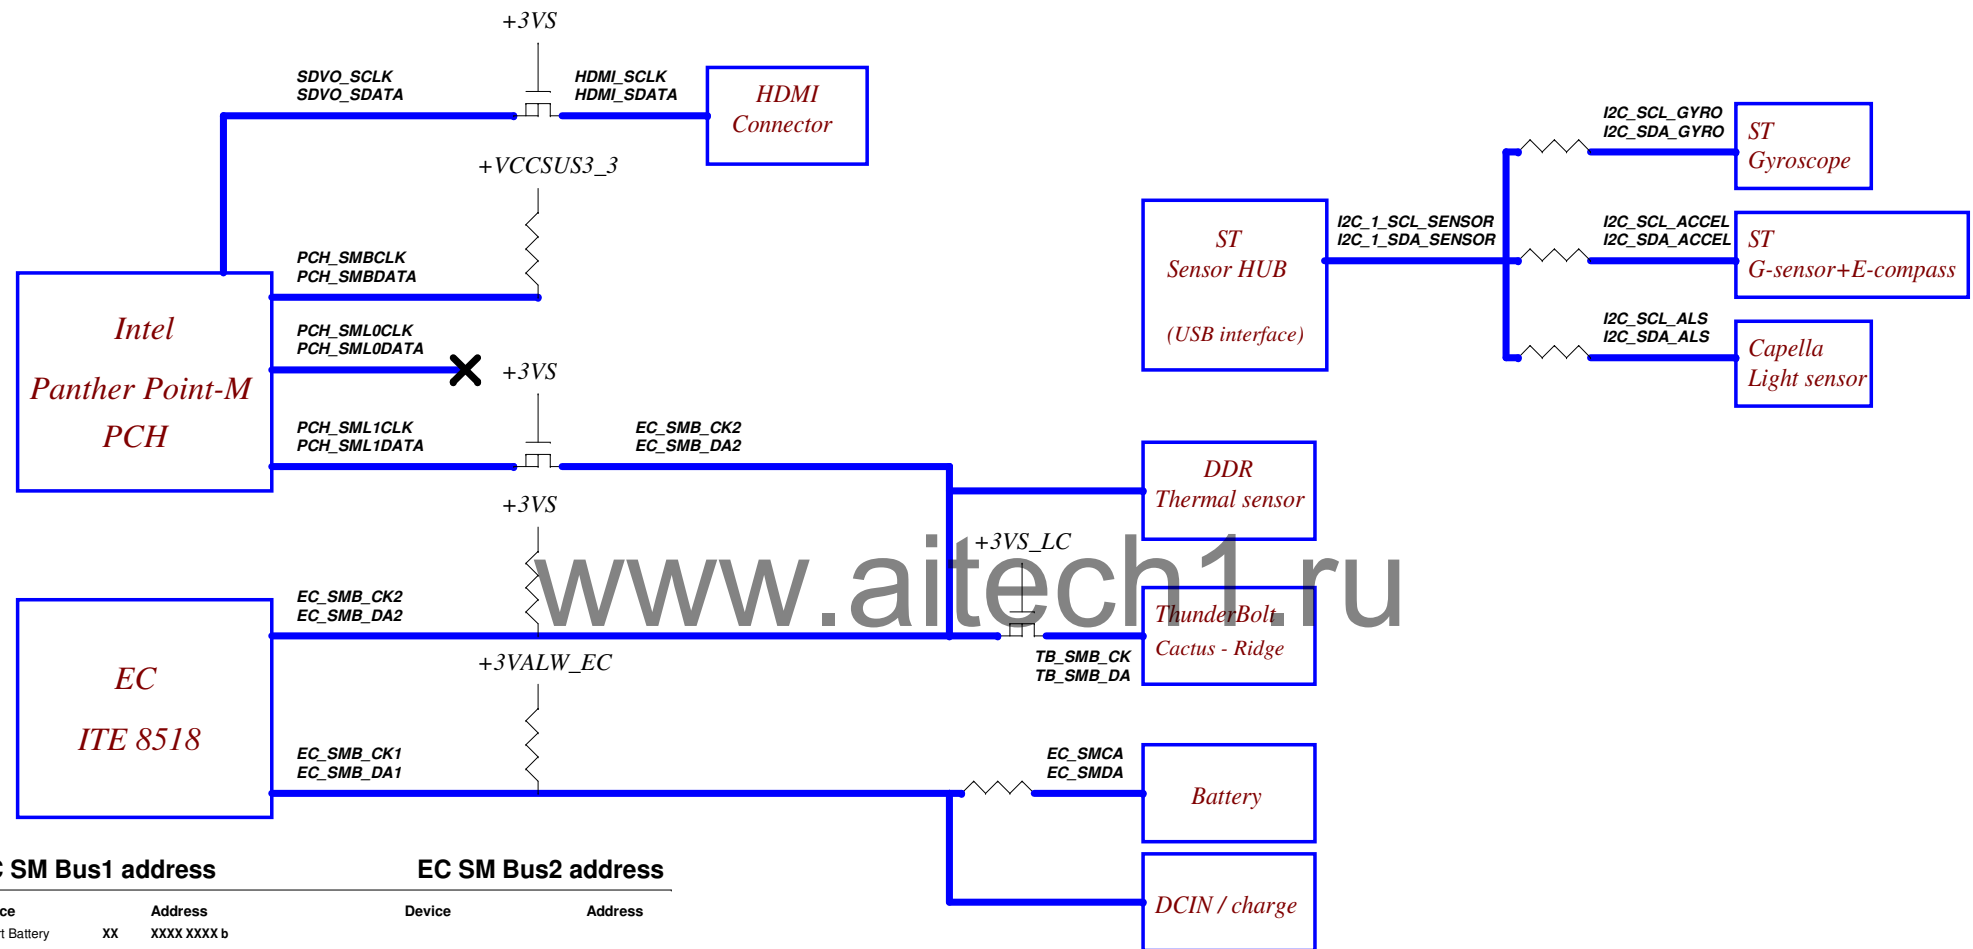 +3VS
SDVO_SCLK
SDVO_SDATA
HDMI_SCLK
HDMI_SDATA
HDMI
Connector
+VCCSUS3_3
PCH_SMBCLK
PCH_SMBDATA
Intel
Panther Point-M
PCH
PCH_SML0CLK
PCH_SML0DATA
+3VS
PCH_SML1CLK
PCH_SML1DATA
EC_SMB_CK2
EC_SMB_DA2
DDR
Thermal sensor
+3VS
+3VS_LC
www.aitech1.ru
EC_SMB_CK2
EC_SMB_DA2
ThunderBolt
Cactus - Ridge
TB_SMB_CK
TB_SMB_DA
+3VALW_EC
EC
ITE 8518
EC_SMB_CK1
EC_SMB_DA1
EC_SMCA
EC_SMDA
Battery
DCIN / charge
ST
Sensor HUB
(USB interface)
I2C_1_SCL_SENSOR
I2C_1_SDA_SENSOR
I2C_SCL_GYRO
I2C_SDA_GYRO
ST
Gyroscope
I2C_SCL_ACCEL
I2C_SDA_ACCEL
ST
G-sensor+E-compass
I2C_SCL_ALS
I2C_SDA_ALS
Capella
Light sensor
SM Bus1 address
EC SM Bus2 address
Address
Device
Address
Battery XX XXXX XXXX b